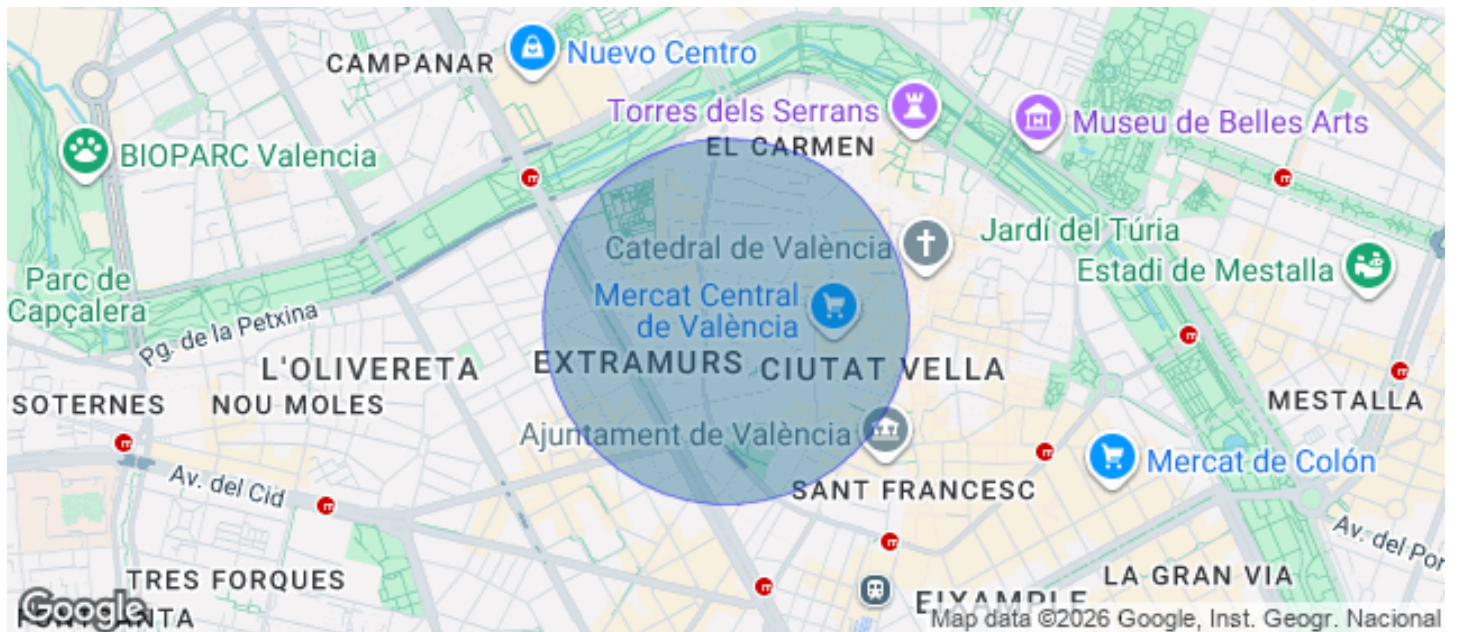 CAMPANAR
Nuevo Centro
Torres dels Serrans
EL CARMEN
Museu de Belles Arts
BIOPARC Valencia
Catedral de València
Jardí del Túria
Estadi de Mestalla
Parc de
Capçalera
Mercat Central
de València
Pg. de la Petxina
L'OLIVERETA
EXTRAMURS
CIUTAT VELLA
SOTERNES
NOU MOLES
MESTALLA
Ajuntament de València
Mercat de Colón
Av. del Cid
SANT FRANCESC
Av. del Por
TRES FORQUES
LA GRAN VIA
EIXAMPLE
Google
Map data ©2026 Google, Inst. Geogr. Nacional